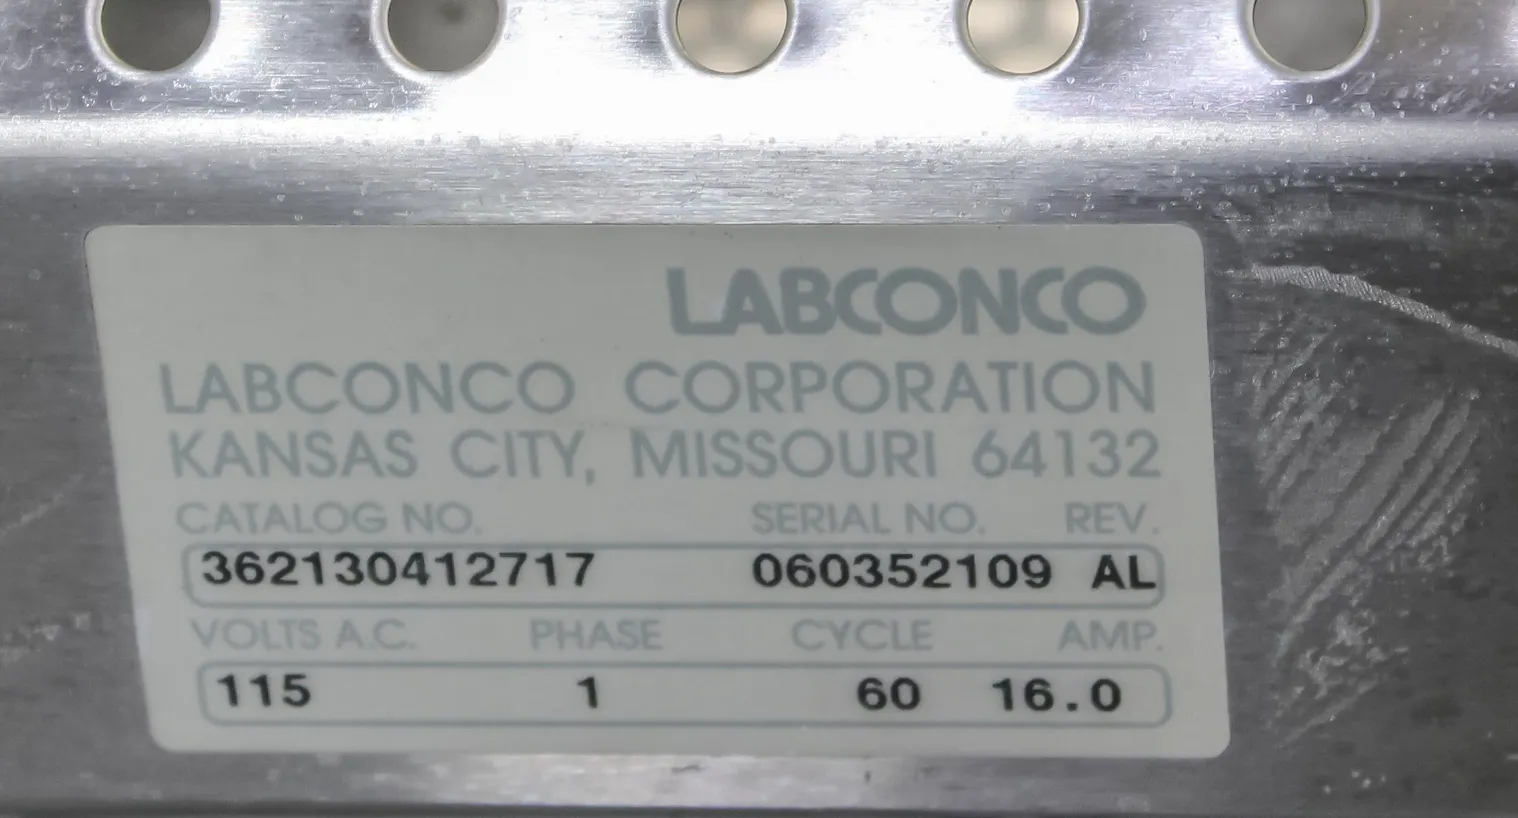 LABCONCO
LABCONCO CORPORATION
KANSAS CITY, MISSOURI 64132
CATALOG NO. SERIAL NO. REV.
362130412717 060352109 AL
VOLTS A.C. PHASE CYCLE AMP.
115 1 60 16.0